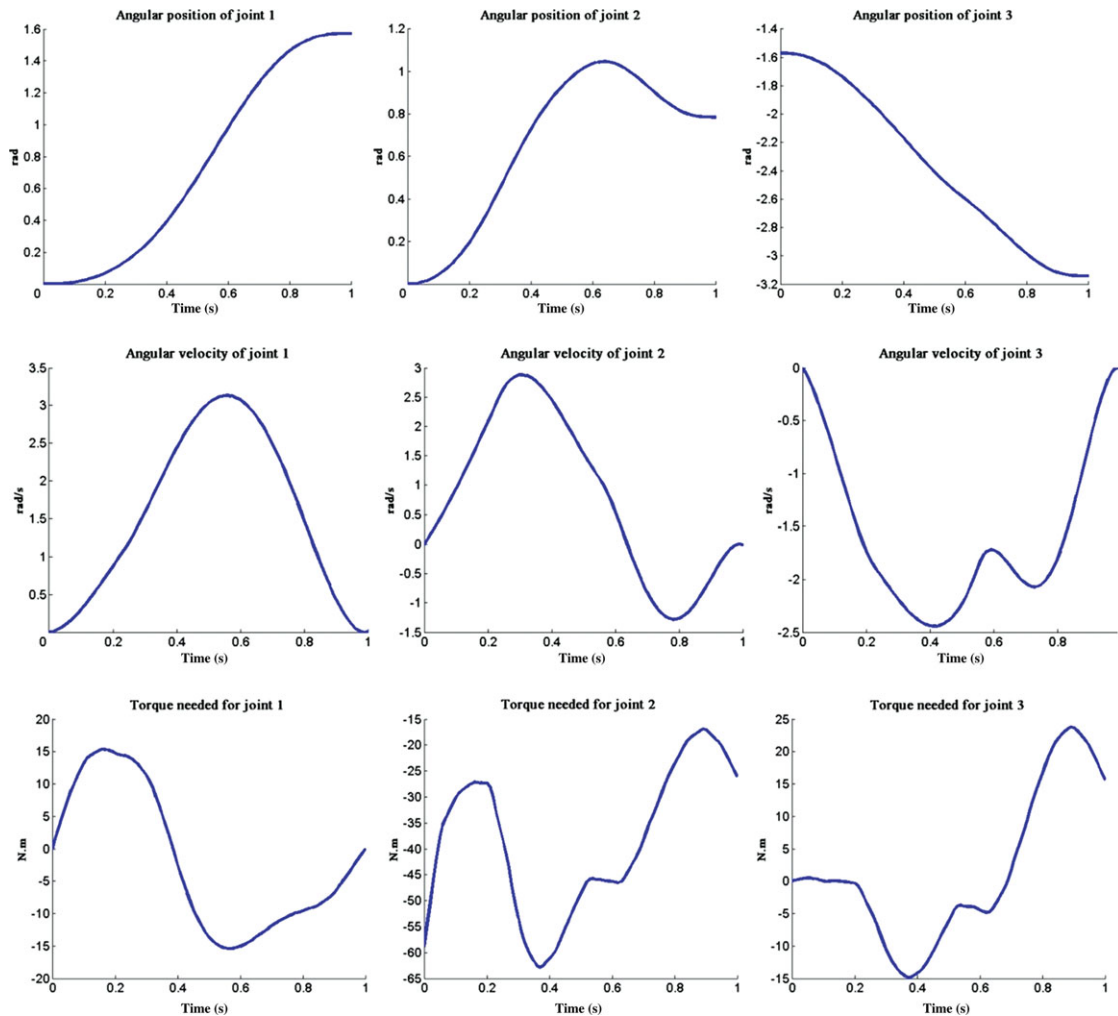 Angular position of joint 1
1.6
1.4
1.2
1
0.8
0.6
0.4
0.2
rad
0 0.2 0.4 0.6 0.8 1
Time (s)
Angular position of joint 2
1.2
1
0.8
0.6
0.4
0.2
rad
0 0.2 0.4 0.6 0.8 1
Time (s)
Angular position of joint 3
-1.4
-1.6
-1.8
-2
-2.2
-2.4
-2.6
-2.8
-3
-3.2
rad
0 0.2 0.4 0.6 0.8 1
Time (s)
Angular velocity of joint 1
3.5
3
2.5
2
1.5
1
0.5
rad/s
0 0.2 0.4 0.6 0.8 1
Time (s)
Angular velocity of joint 2
3
2.5
2
1.5
1
0.5
0
-0.5
-1
-1.5
rad/s
0 0.2 0.4 0.6 0.8 1
Time (s)
Angular velocity of joint 3
0
-0.5
-1
-1.5
-2
-2.5
rad/s
0 0.2 0.4 0.6 0.8
Time (s)
Torque needed for joint 1
20
15
10
5
0
-5
-10
-15
-20
N.m
0 0.2 0.4 0.6 0.8 1
Time (s)
Torque needed for joint 2
-15
-20
-25
-30
-35
-40
-45
-50
-55
-60
-65
N.m
0 0.2 0.4 0.6 0.8 1
Time (s)
Torque needed for joint 3
25
20
15
10
5
0
-5
-10
-15
N.m
0 0.2 0.4 0.6 0.8 1
Time (s)